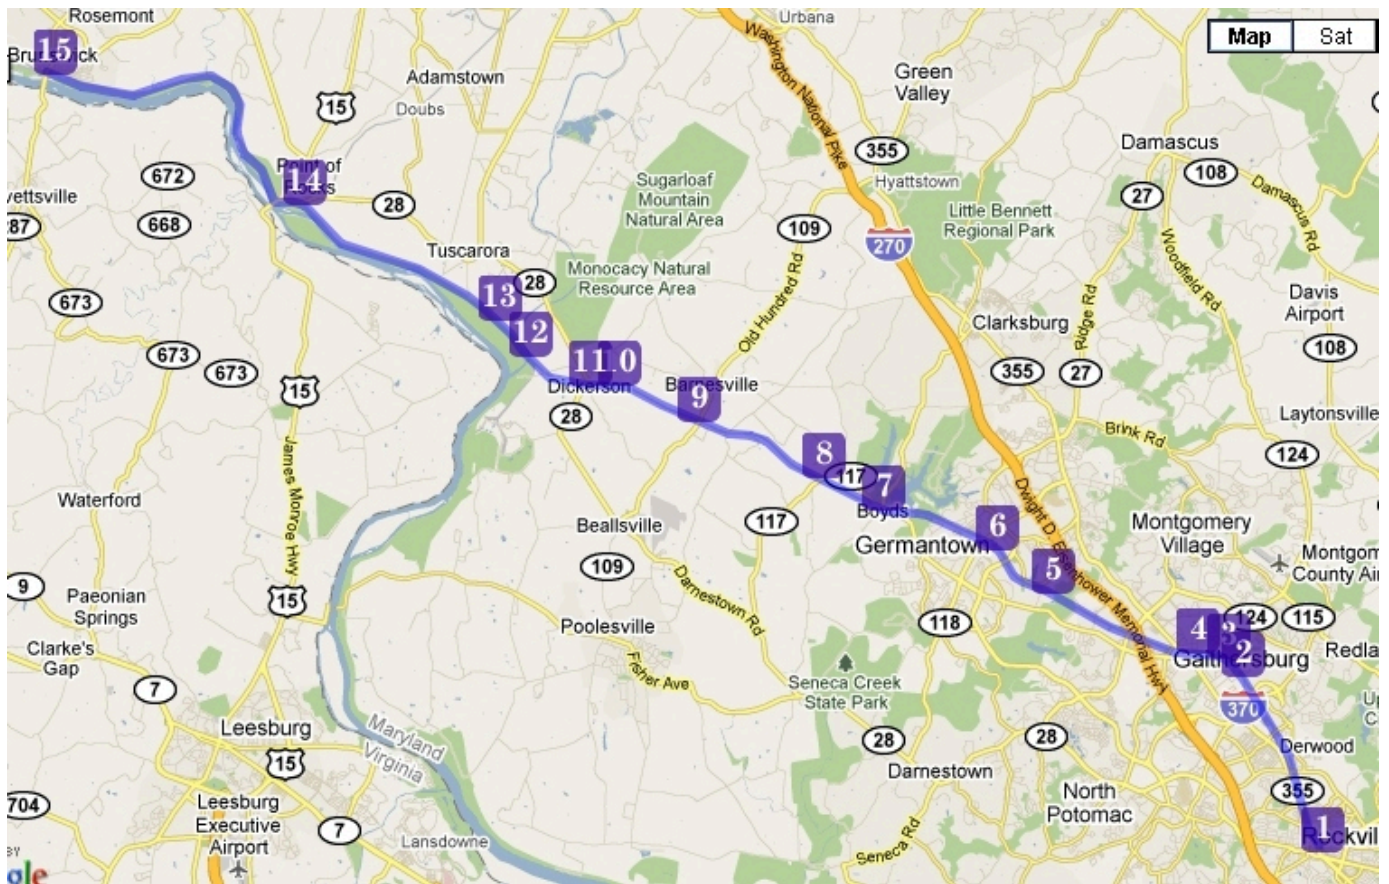 Rosemont
Urbana
15
Map
Sat
Washington National Pike
Adamstown
Green
Valley
Doubs
15
Damascus
355
14
672
Sugarloaf
Mountain
Natural Area
Hyattstown
108
Damascus Rd
27
28
668
109
Little Bennett
Regional Park
270
Woodfield Rd
Tuscarora
Monocacy Natural
Resource Area
28
13
673
Old Hundred Rd
Ridge Rd
Davis
Airport
12
Clarksburg
673
673
11
108
355
27
15
Dickerson
9
28
Laytonsville
James Monroe Hwy
Brink Rd
8
117
7
124
Waterford
Boyds
Dwight D Eisenhower Memorial Hwy
Beallsville
117
6
Germantown
Montgomery
Village
109
5
9
Paeonian
Springs
15
Darnestown Rd
118
4
3
2
124
115
Poolesville
Clarke's
Gap
Fisher Ave
Gaithersburg
Seneca Creek
State Park
7
370
Leesburg
Maryland
Virginia
28
28
Derwood
15
Darnestown
355
704
Leesburg
Executive
Airport
7
North
Potomac
1
Lansdowne
Seneca Rd